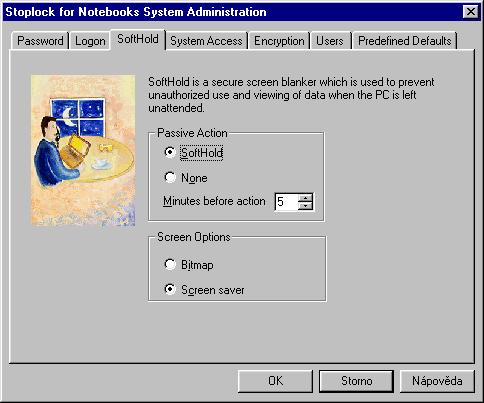 Stoplock for Notebooks System Administration
Password Logon SoftHold System Access Encryption Users Predefined Defaults
SoftHold is a secure screen blanker which is used to prevent
unauthorized use and viewing of data when the PC is left
unattended.
Passive Action
SoftHold
None
Minutes before action 5
Screen Options
Bitmap
Screen saver
OK Storno Nápověda